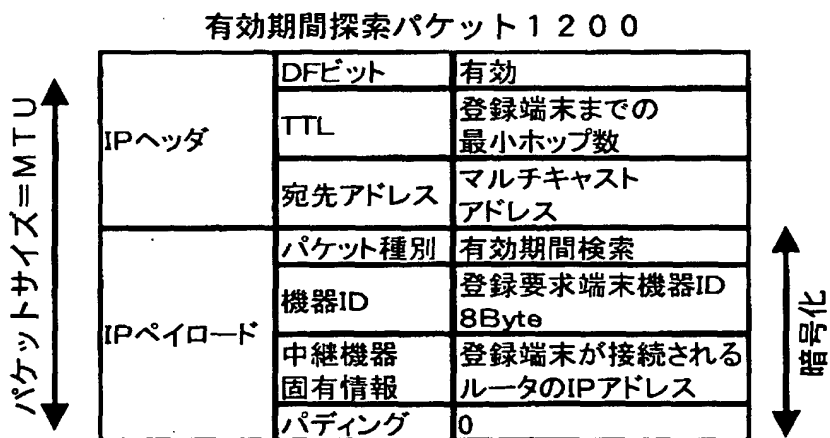 有効期間探索パケット1200
パケットサイズ=MTU
IPヘッダ
DFビット
有効
TTL
登録端末までの
最小ホップ数
宛先アドレス
マルチキャスト
アドレス
IPペイロード
パケット種別
有効期間検索
機器ID
登録要求端末機器ID
8Byte
中継機器
固有情報
登録端末が接続される
ルータのIPアドレス
パディング
0
暗号化